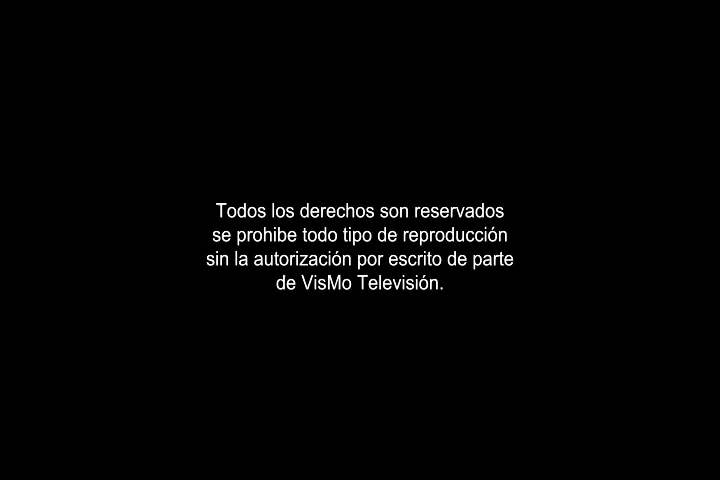 Todos los derechos son reservados
se prohibe todo tipo de reproducción
sin la autorización por escrito de parte
de VisMo Televisión.